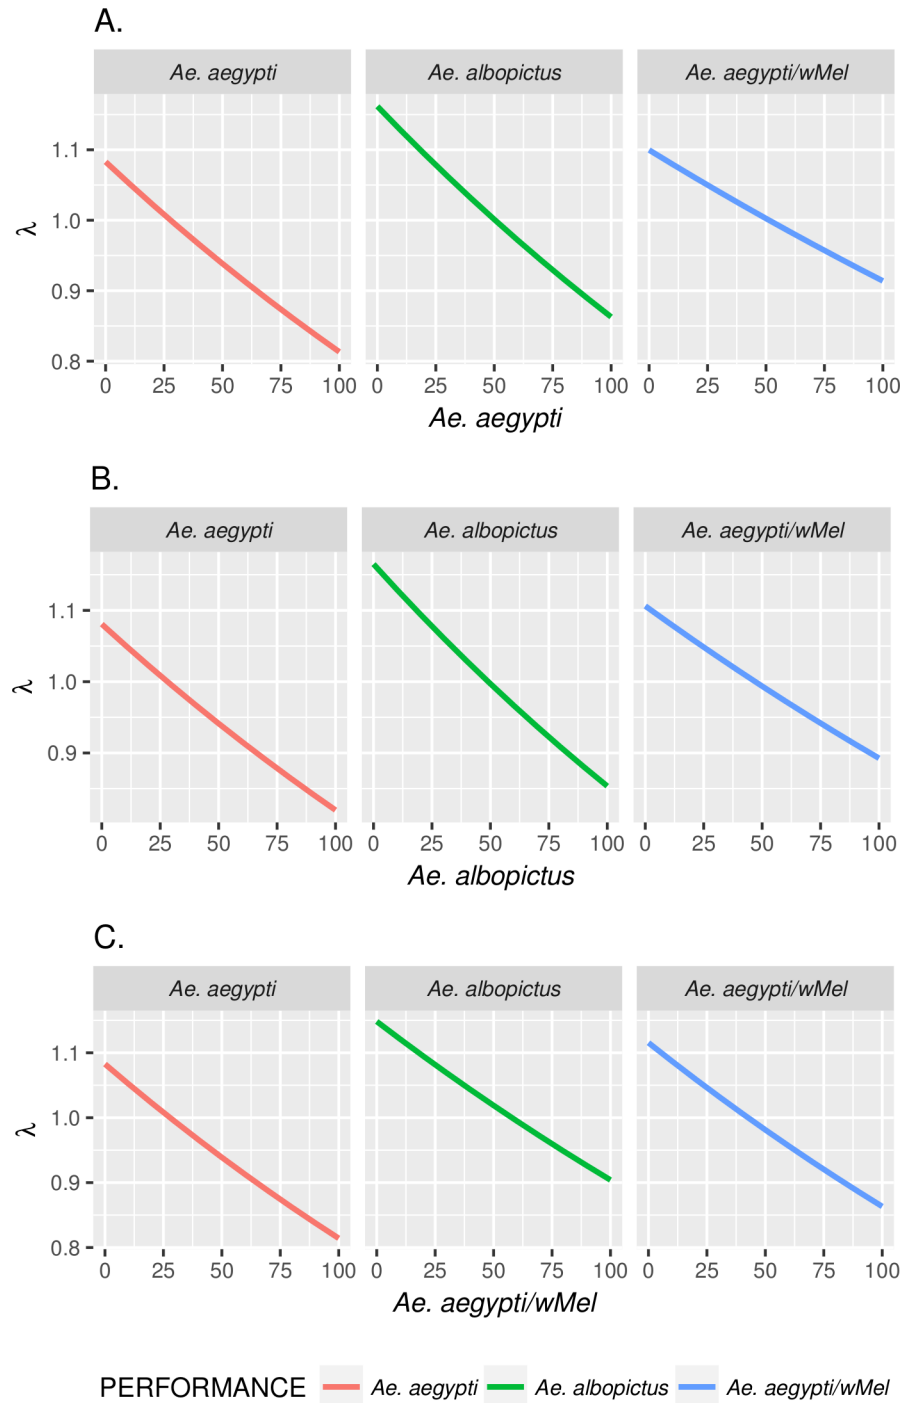 A.
Ae. aegypti Ae. albopictus Ae. aegypti/wMel
1.1
1.0
0.9
0.8
λ
0 25 50 75 100 0 25 50 75 100 0 25 50 75 100
Ae. aegypti
B.
Ae. aegypti Ae. albopictus Ae. aegypti/wMel
1.1
1.0
0.9
λ
0 25 50 75 100 0 25 50 75 100 0 25 50 75 100
Ae. albopictus
C.
Ae. aegypti Ae. albopictus Ae. aegypti/wMel
1.1
1.0
0.9
0.8
λ
0 25 50 75 100 0 25 50 75 100 0 25 50 75 100
Ae. aegypti/wMel
PERFORMANCE Ae. aegypti Ae. albopictus Ae. aegypti/wMel